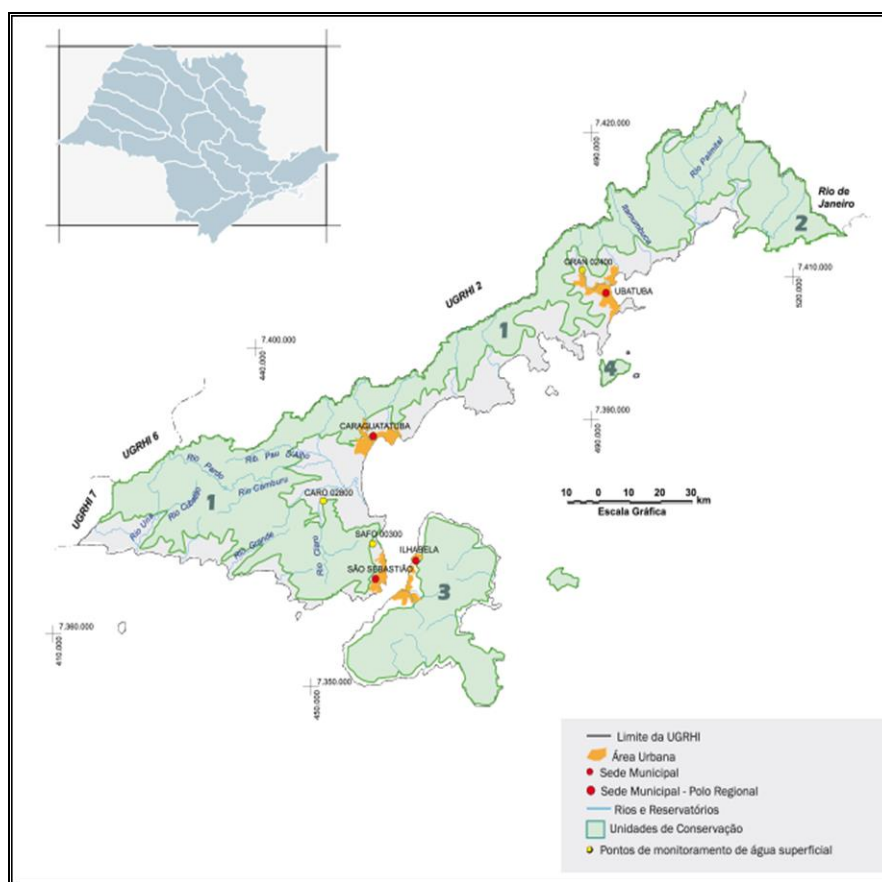 7.420.000
490.000
Rio Palmital
Rio de
Janeiro
2
Itamumbuca
GRAN 02400
7.410.000
520.000
UGRHI 2
UBATUBA
1
7.400.000
440.000
4
7.390.000
490.000
CARAGUATATUBA
UGRHI 6
Rio Pardo
Rib. Pau D'Alho
10 0 10 20 30 km
Escala Gráfica
Rio Camburu
CARO 02800
Rio Cubatão
1
UGRHI 7
Rio Una
Rio Grande
Rio Claro
SAFO 00300
ILHABELA
SÃO SEBASTIÃO
3
7.360.000
410.000
7.350.000
450.000
Limite da UGRHI
Área Urbana
Sede Municipal
Sede Municipal - Polo Regional
Rios e Reservatórios
Unidades de Conservação
Pontos de monitoramento de água superficial